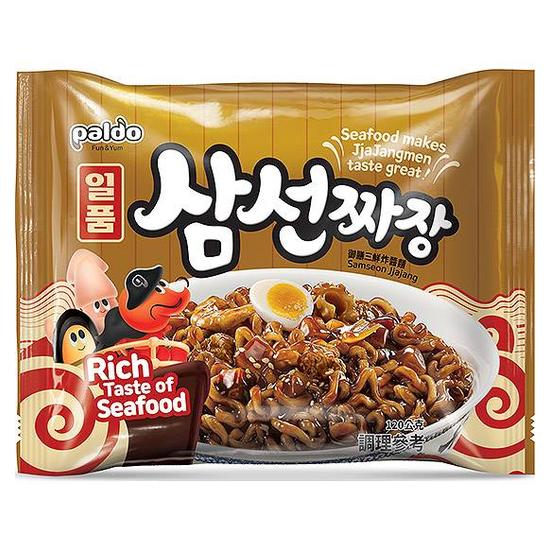 paldo
Fun & Yum
Seafood makes
JjaJangmen
taste great!
일품
삼선짜장
御膳三鮮炸醬麵
Samseon Jjajang
Rich
Taste of
Seafood
120公克
調理參考